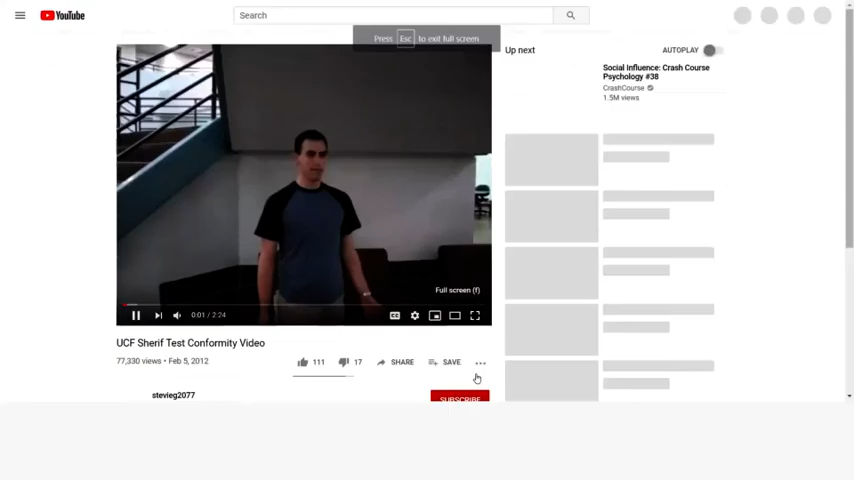 YouTube
Search
Press Esc to exit full screen
Up next
AUTOPLAY
Social Influence: Crash Course
Psychology #38
CrashCourse
1.5M views
Full screen (f)
0:01 / 2:24
CC
UCF Sherif Test Conformity Video
77,330 views • Feb 5, 2012
111
17
SHARE
SAVE
stevieg2077
SUBSCRIBE